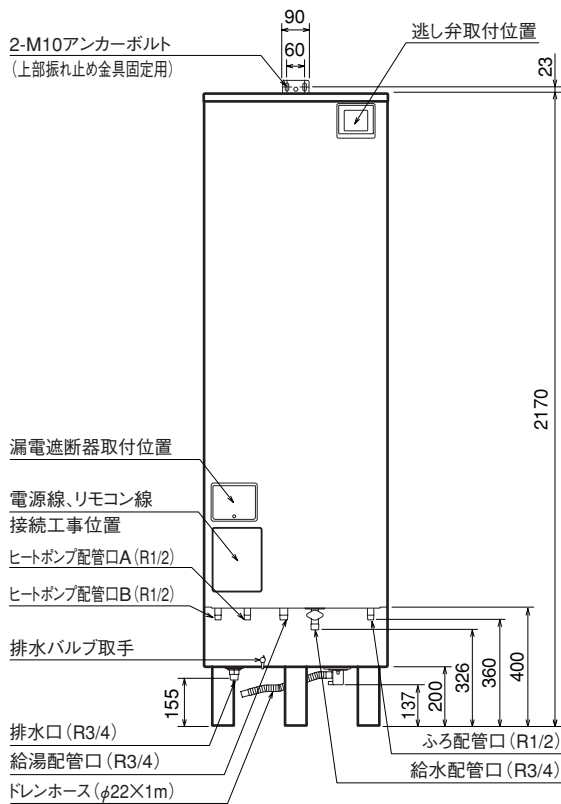 90
60
2-M10アンカーボルト
(上部振れ止め金具固定用)
逃し弁取付位置
23
2170
漏電遮断器取付位置
電源線、リモコン線
接続工事位置
ヒートポンプ配管口A(R1/2)
ヒートポンプ配管口B(R1/2)
排水バルブ取手
155
137
200
326
360
400
排水口(R3/4)
給湯配管口(R3/4)
ドレンホース(φ22×1m)
ふろ配管口(R1/2)
給水配管口(R3/4)